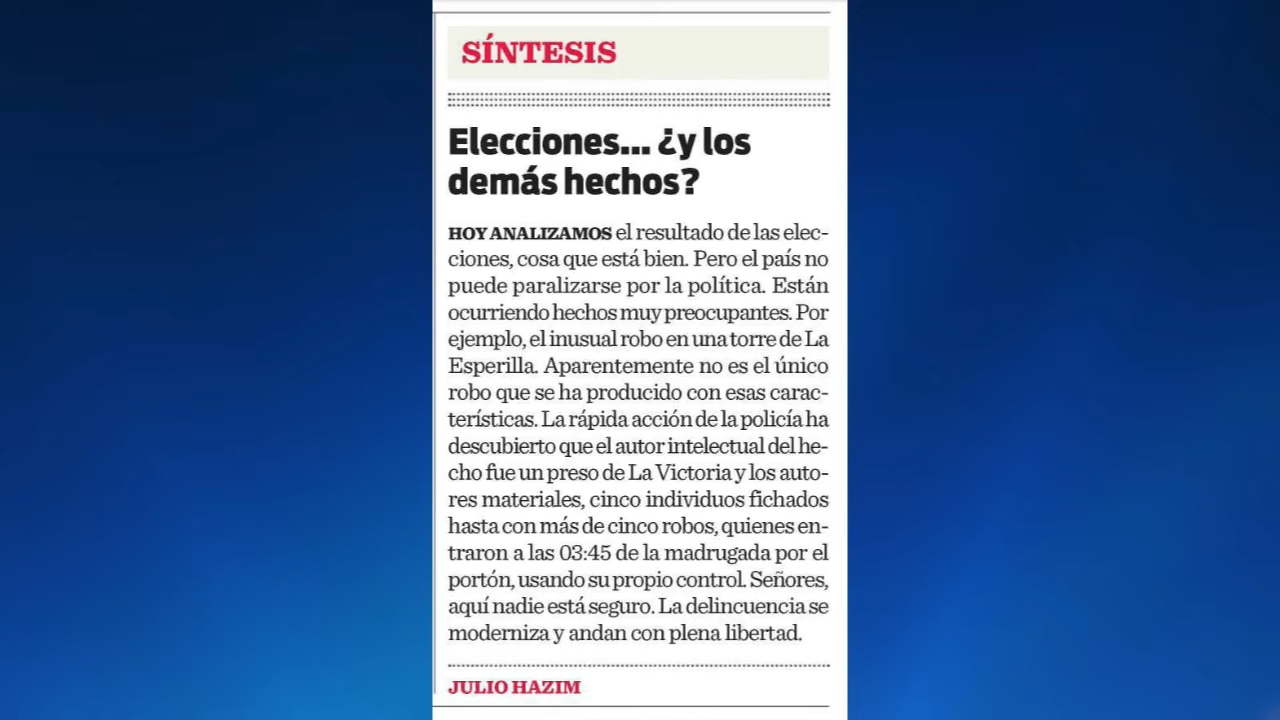 SÍNTESIS
Elecciones... ¿y los
demás hechos?
HOY ANALIZAMOS el resultado de las elec-
ciones, cosa que está bien. Pero el país no
puede paralizarse por la política. Están
ocurriendo hechos muy preocupantes. Por
ejemplo, el inusual robo en una torre de La
Esperilla. Aparentemente no es el único
robo que se ha producido con esas carac-
terísticas. La rápida acción de la policía ha
descubierto que el autor intelectual del he-
cho fue un preso de La Victoria y los auto-
res materiales, cinco individuos fichados
hasta con más de cinco robos, quienes en-
traron a las 03:45 de la madrugada por el
portón, usando su propio control. Señores,
aquí nadie está seguro. La delincuencia se
moderniza y andan con plena libertad.
JULIO HAZIM